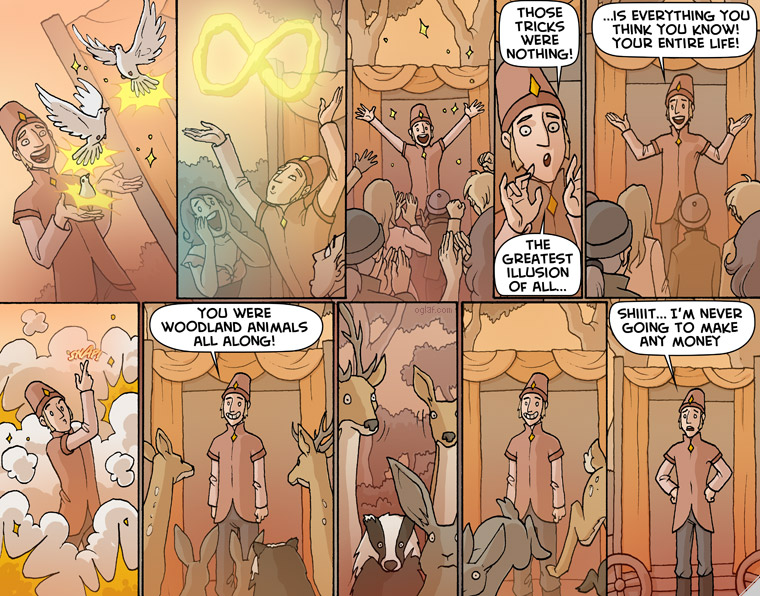 THOSE
TRICKS
WERE
NOTHING!
THE
GREATEST
ILLUSION
OF ALL...
...IS EVERYTHING YOU
THINK YOU KNOW!
YOUR ENTIRE LIFE!
SNAP!
YOU WERE
WOODLAND ANIMALS
ALL ALONG!
oglaf.com
SHIIIT... I'M NEVER
GOING TO MAKE
ANY MONEY